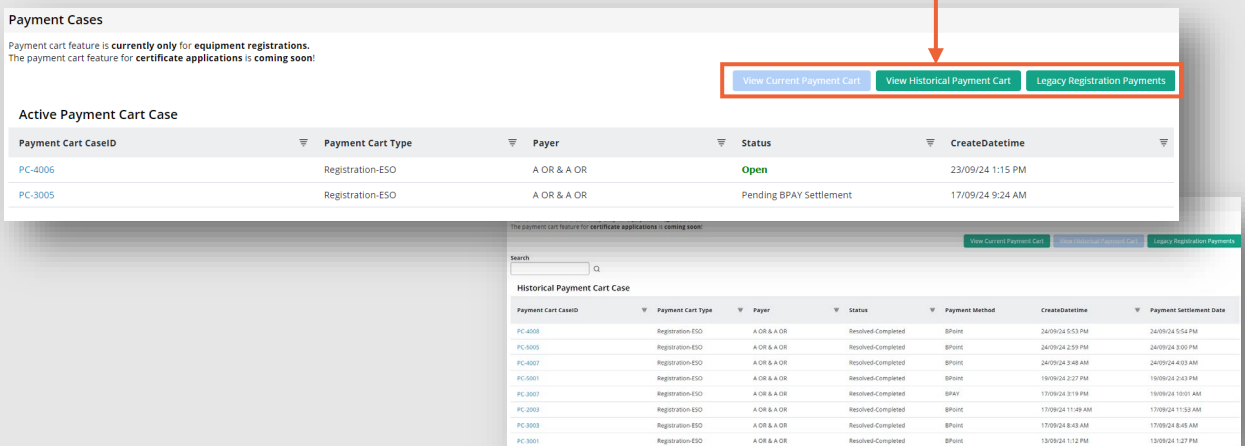 Payment Cases
Payment cart feature is currently only for equipment registrations.
The payment cart feature for certificate applications is coming soon!
View Current Payment Cart View Historical Payment Cart Legacy Registration Payments
Active Payment Cart Case
Payment Cart CaseID Payment Cart Type Payer Status CreateDatetime
PC-4006 Registration-ESO A OR & A OR Open 23/09/24 1:15 PM
PC-3005 Registration-ESO A OR & A OR Pending BPAY Settlement 17/09/24 9:24 AM
The payment cart feature for certificate applications is coming soon!
View Current Payment Cart View Historical Payment Cart Legacy Registration Payments
Search
Historical Payment Cart Case
Payment Cart CaseID Payment Cart Type Payer Status Payment Method CreateDatetime Payment Settlement Date
PC-4008 Registration-ESO A OR & A OR Resolved-Completed BPoint 24/09/24 5:53 PM 24/09/24 5:54 PM
PC-5005 Registration-ESO A OR & A OR Resolved-Completed BPoint 24/09/24 2:59 PM 24/09/24 3:00 PM
PC-4007 Registration-ESO A OR & A OR Resolved-Completed BPoint 24/09/24 3:48 AM 24/09/24 4:03 AM
PC-5001 Registration-ESO A OR & A OR Resolved-Completed BPoint 19/09/24 2:27 PM 19/09/24 2:43 PM
PC-3007 Registration-ESO A OR & A OR Resolved-Completed BPAY 17/09/24 3:19 PM 19/09/24 10:01 AM
PC-2003 Registration-ESO A OR & A OR Resolved-Completed BPoint 17/09/24 11:49 AM 17/09/24 11:53 AM
PC-3003 Registration-ESO A OR & A OR Resolved-Completed BPoint 17/09/24 8:43 AM 17/09/24 8:45 AM
PC-3001 Registration-ESO A OR & A OR Resolved-Completed BPoint 13/09/24 1:12 PM 13/09/24 1:27 PM